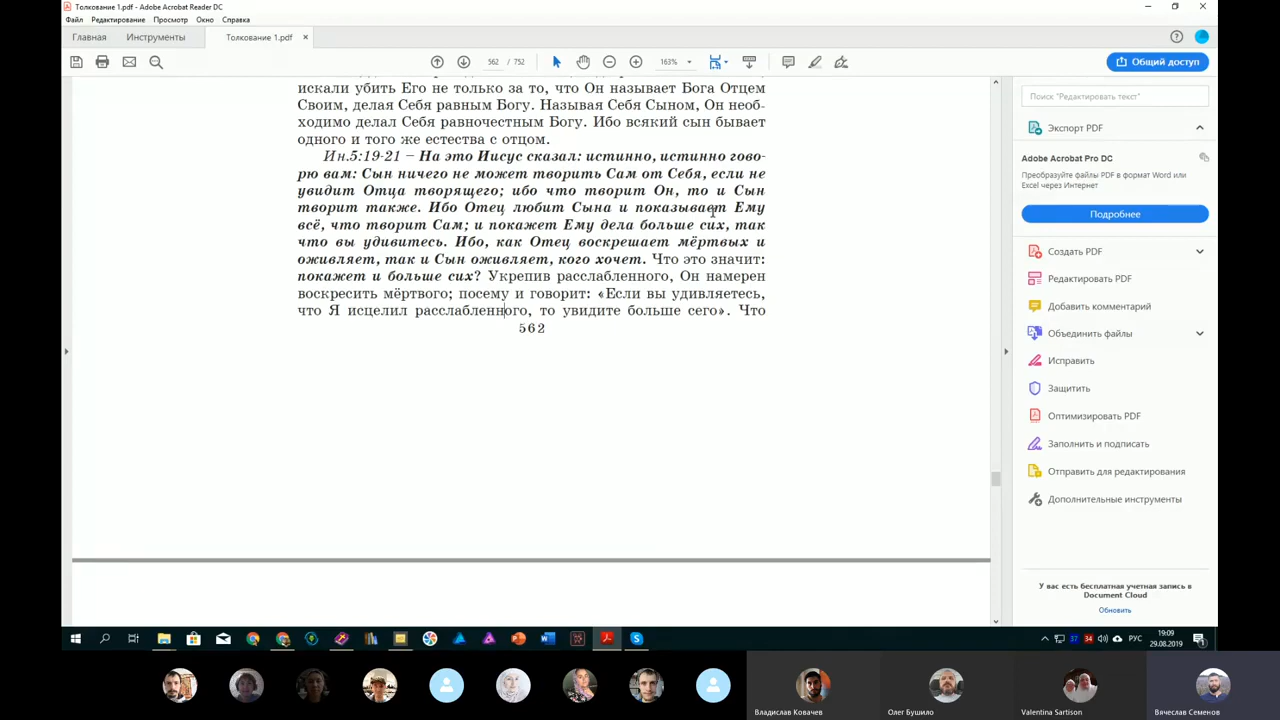 Толкование 1.pdf - Adobe Acrobat Reader DC
Файл Редактирование Просмотр Окно Справка
Главная Инструменты Толкование 1.pdf ×
562 / 752 163% Общий доступ
искали убить Его не только за то, что Он называет Бога Отцем
Своим, делая Себя равным Богу. Называя Себя Сыном, Он необ-
ходимо делал Себя равночестным Богу. Ибо всякий сын бывает
одного и того же естества с отцом.
Ин.5:19-21 – На это Иисус сказал: истинно, истинно гово-
рю вам: Сын ничего не может творить Сам от Себя, если не
увидит Отца творящего; ибо что творит Он, то и Сын
творит также. Ибо Отец любит Сына и показывает Ему
всё, что творит Сам; и покажет Ему дела больше сих, так
что вы удивитесь. Ибо, как Отец воскрешает мёртвых и
оживляет, так и Сын оживляет, кого хочет. Что это значит:
покажет и больше сих? Укрепив расслабленного, Он намерен
воскресить мёртвого; посему и говорит: «Если вы удивляетесь,
что Я исцелил расслабленного, то увидите больше сего». Что
562
Поиск "Редактировать текст"
Экспорт PDF
Adobe Acrobat Pro DC
Преобразуйте файлы PDF в формат Word или
Excel через Интернет
Подробнее
Создать PDF
Редактировать PDF
Добавить комментарий
Объединить файлы
Исправить
Защитить
Оптимизировать PDF
Заполнить и подписать
Отправить для редактирования
Дополнительные инструменты
У вас есть бесплатная учетная запись в
Document Cloud
Обновить
37 34 РУС 19:09
29.08.2019
Владислав Ковачев Олег Бушило Valentina Sartison Вячеслав Семенов